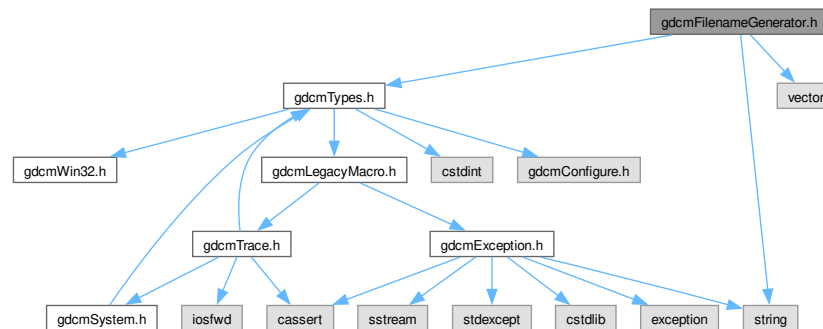 gdcmFilenameGenerator.h
gdcmTypes.h
vector
gdcmWin32.h
gdcmLegacyMacro.h
cstdint
gdcmConfigure.h
gdcmTrace.h
gdcmException.h
gdcmSystem.h
iosfwd
cassert
sstream
stdexcept
cstdlib
exception
string